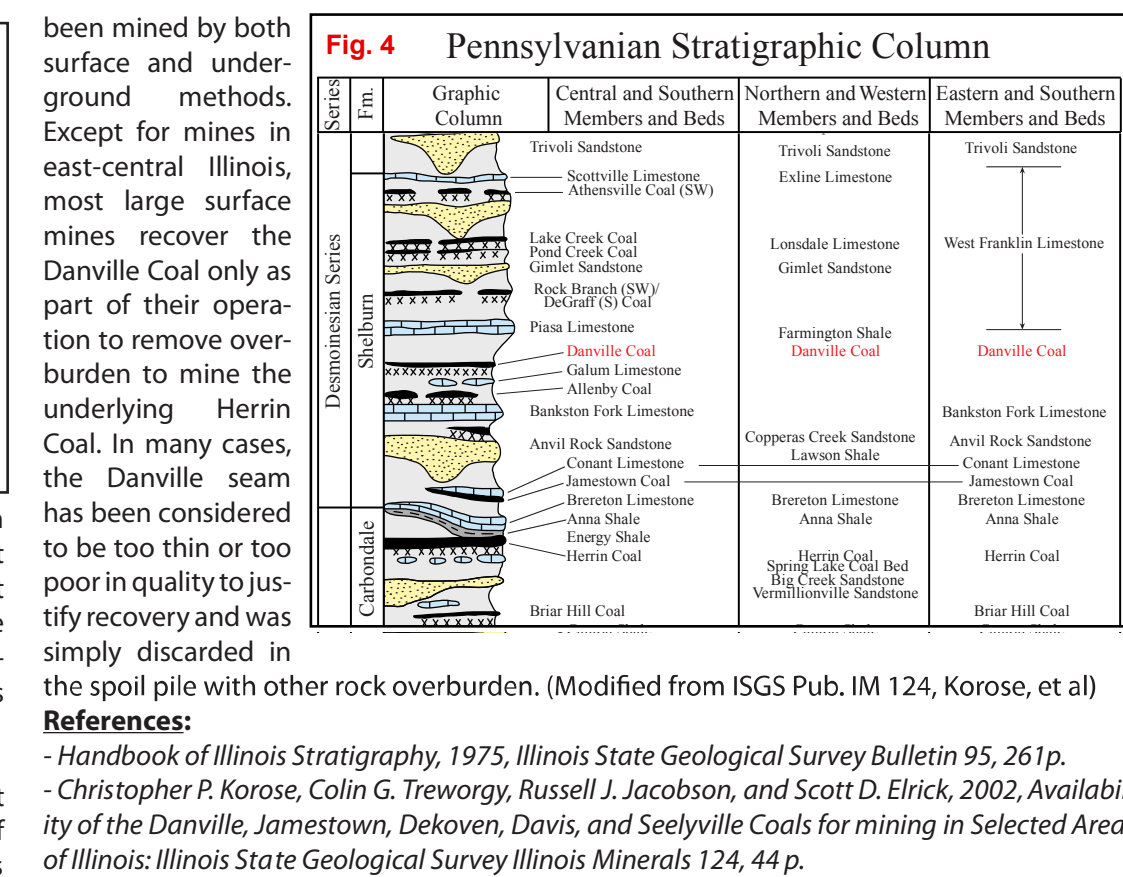 been mined by both
surface and under-
ground methods.
Except for mines in
east-central Illinois,
most large surface
mines recover the
Danville Coal only as
part of their opera-
tion to remove over-
burden to mine the
underlying Herrin
Coal. In many cases,
the Danville seam
has been considered
to be too thin or too
poor in quality to jus-
tify recovery and was
simply discarded in
the spoil pile with other rock overburden. (Modified from ISGS Pub. IM 124, Korose, et al)
Fig. 4 Pennsylvanian Stratigraphic Column
Series
Fm.
Graphic
Column
Central and Southern
Members and Beds
Northern and Western
Members and Beds
Eastern and Southern
Members and Beds
Desmoinesian Series
Shelburn
Carbondale
Trivoli Sandstone
Scottville Limestone
Athensville Coal (SW)
Lake Creek Coal
Pond Creek Coal
Gimlet Sandstone
Rock Branch (SW)/
DeGraff (S) Coal
Piasa Limestone
Danville Coal
Galum Limestone
Allenby Coal
Bankston Fork Limestone
Anvil Rock Sandstone
Conant Limestone
Jamestown Coal
Brereton Limestone
Anna Shale
Energy Shale
Herrin Coal
Briar Hill Coal
Trivoli Sandstone
Exline Limestone
Lonsdale Limestone
Gimlet Sandstone
Farmington Shale
Danville Coal
Copperas Creek Sandstone
Lawson Shale
Brereton Limestone
Anna Shale
Herrin Coal
Spring Lake Coal Bed
Big Creek Sandstone
Vermillionville Sandstone
Trivoli Sandstone
West Franklin Limestone
Danville Coal
Bankston Fork Limestone
Anvil Rock Sandstone
Conant Limestone
Jamestown Coal
Brereton Limestone
Anna Shale
Herrin Coal
Briar Hill Coal
References:
- Handbook of Illinois Stratigraphy, 1975, Illinois State Geological Survey Bulletin 95, 261p.
- Christopher P. Korose, Colin G. Treworgy, Russell J. Jacobson, and Scott D. Elrick, 2002, Availabil
ity of the Danville, Jamestown, Dekoven, Davis, and Seelyville Coals for mining in Selected Area
of Illinois: Illinois State Geological Survey Illinois Minerals 124, 44 p.